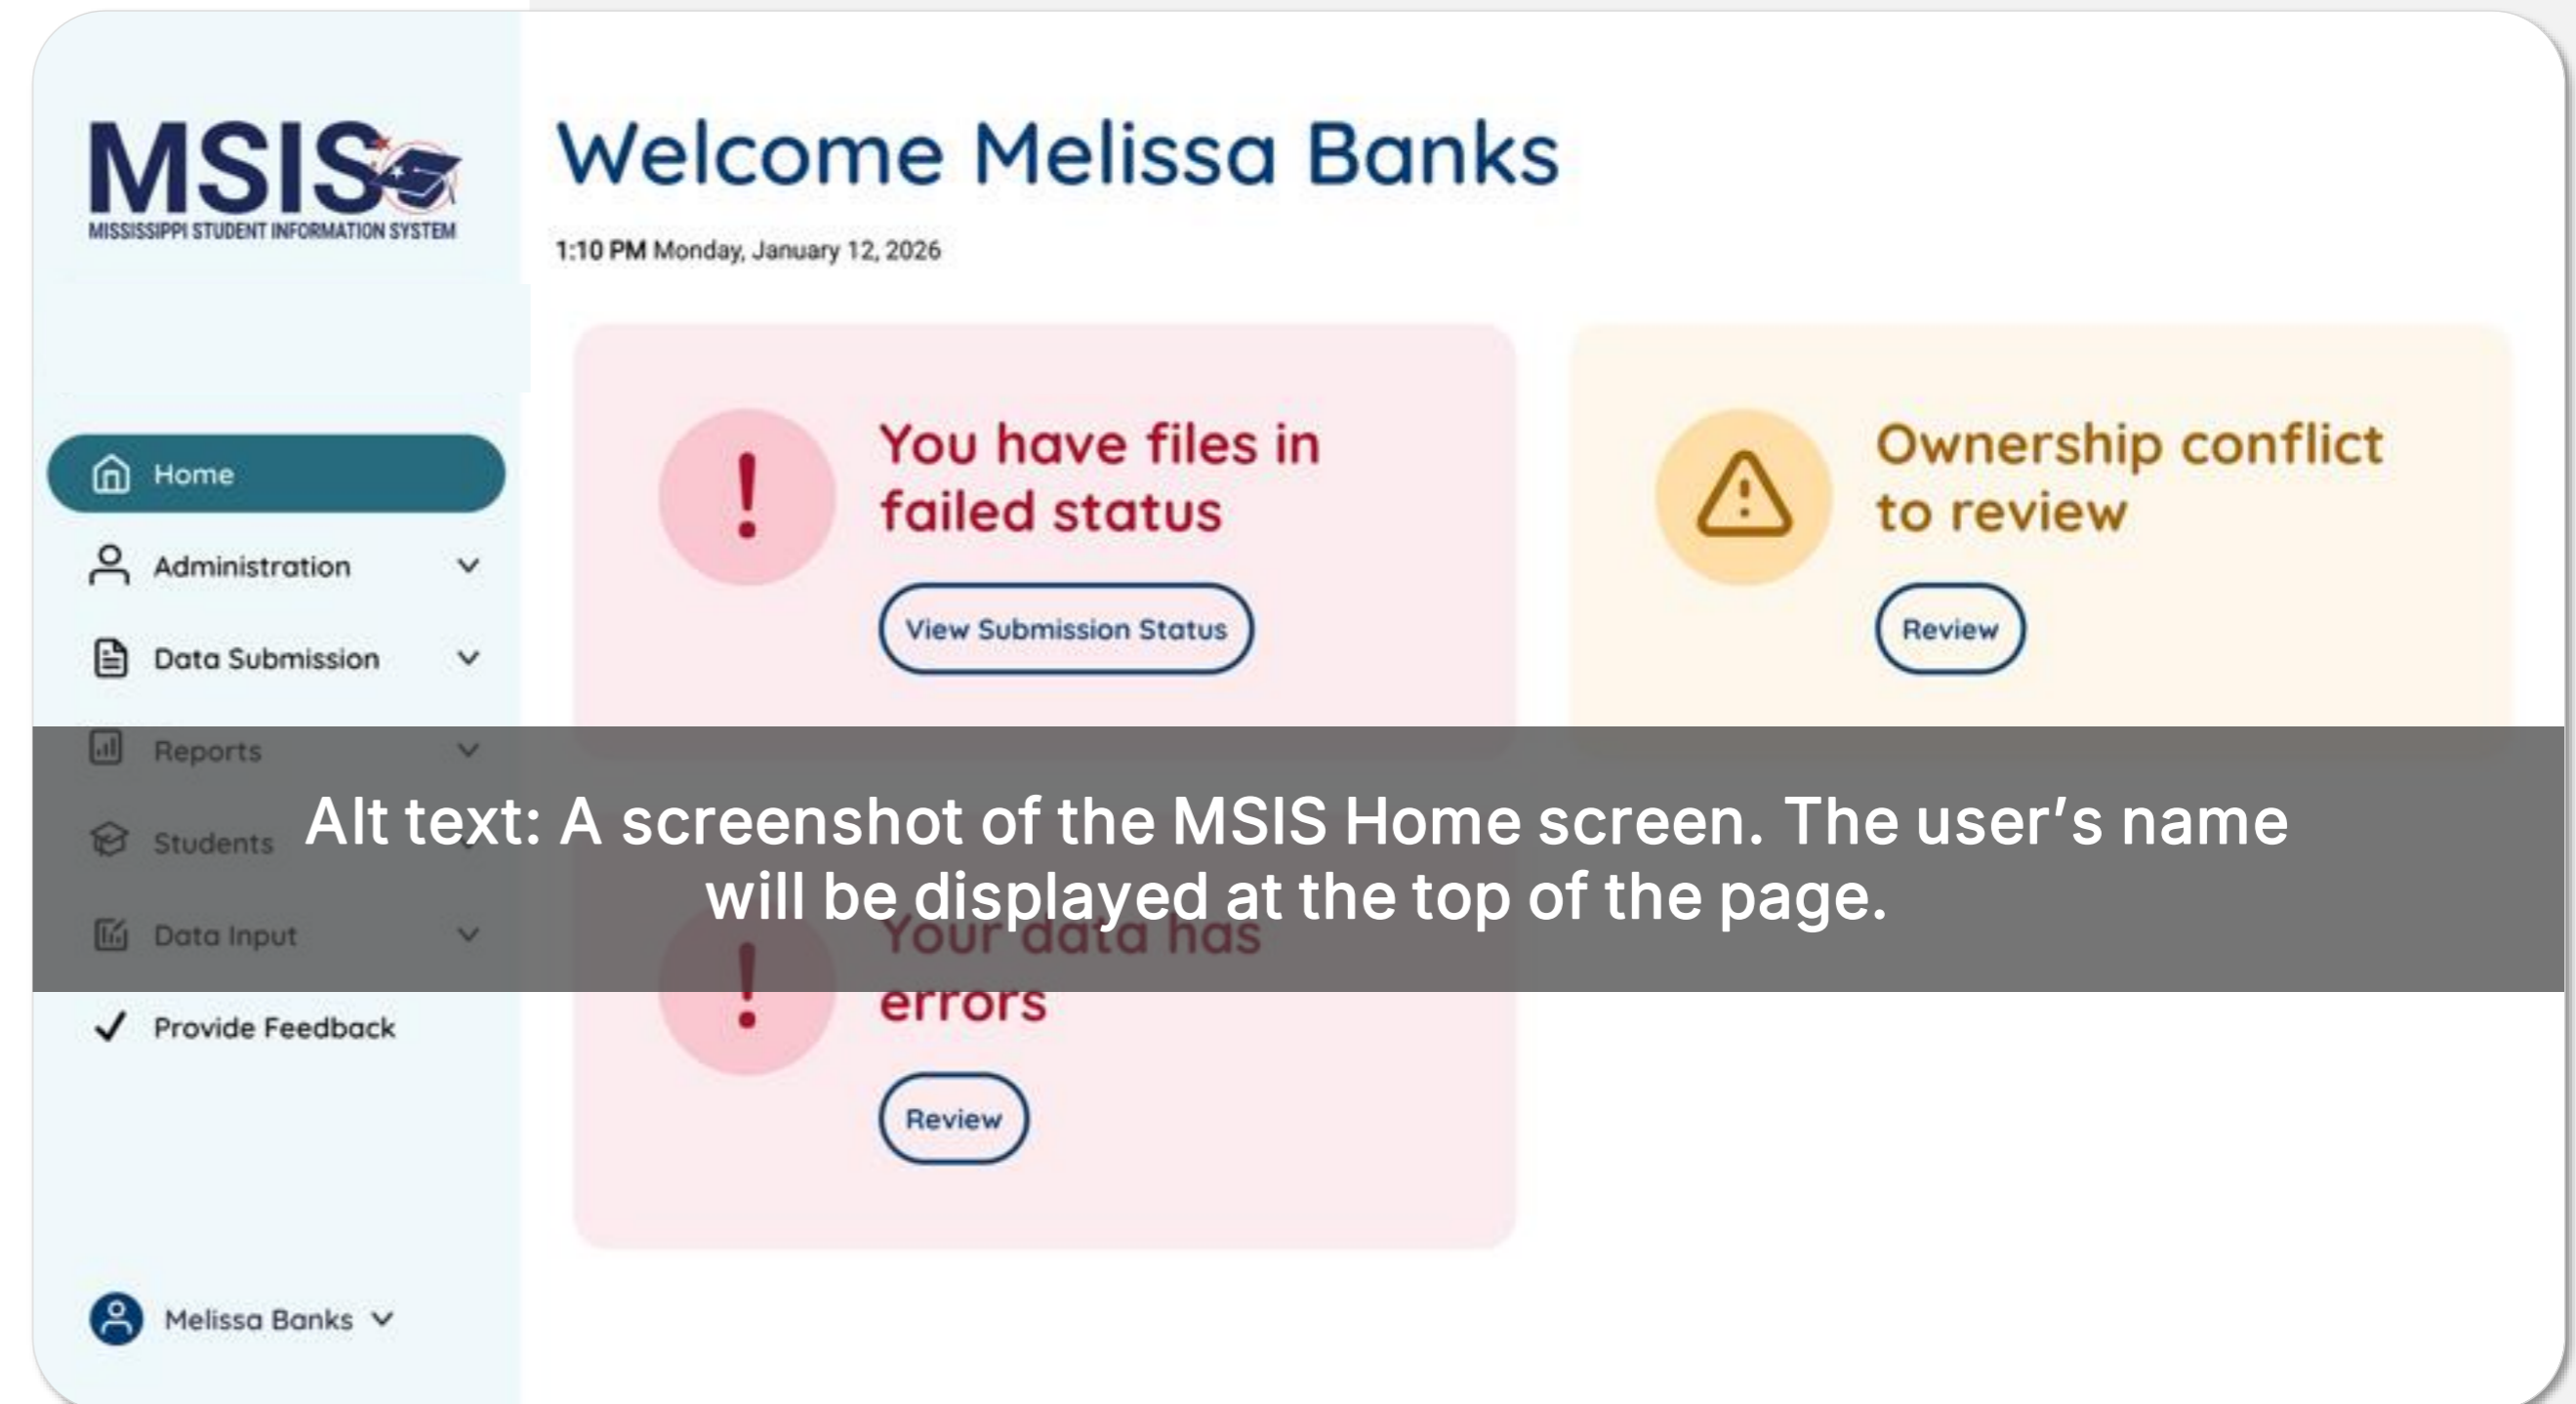 MSIS
MISSISSIPPI STUDENT INFORMATION SYSTEM
Home
Administration
Data Submission
Reports
Students
Data Input
Provide Feedback
Melissa Banks
Welcome Melissa Banks
1:10 PM Monday, January 12, 2026
You have files in
failed status
View Submission Status
Ownership conflict
to review
Review
Your data has
errors
Review
Alt text: A screenshot of the MSIS Home screen. The user’s name
will be displayed at the top of the page.